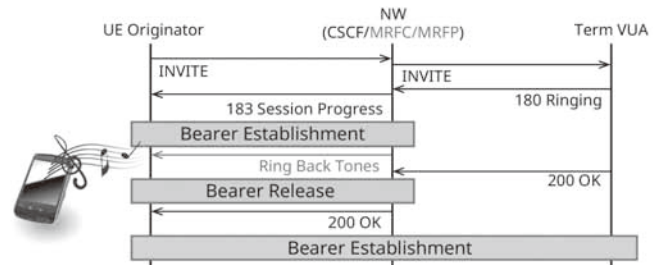 NW
UE Originator
(CSCF/MRFC/MRFP)
Term VUA
INVITE
INVITE
180 Ringing
183 Session Progress
Bearer Establishment
Ring Back Tones
200 OK
Bearer Release
200 OK
Bearer Establishment